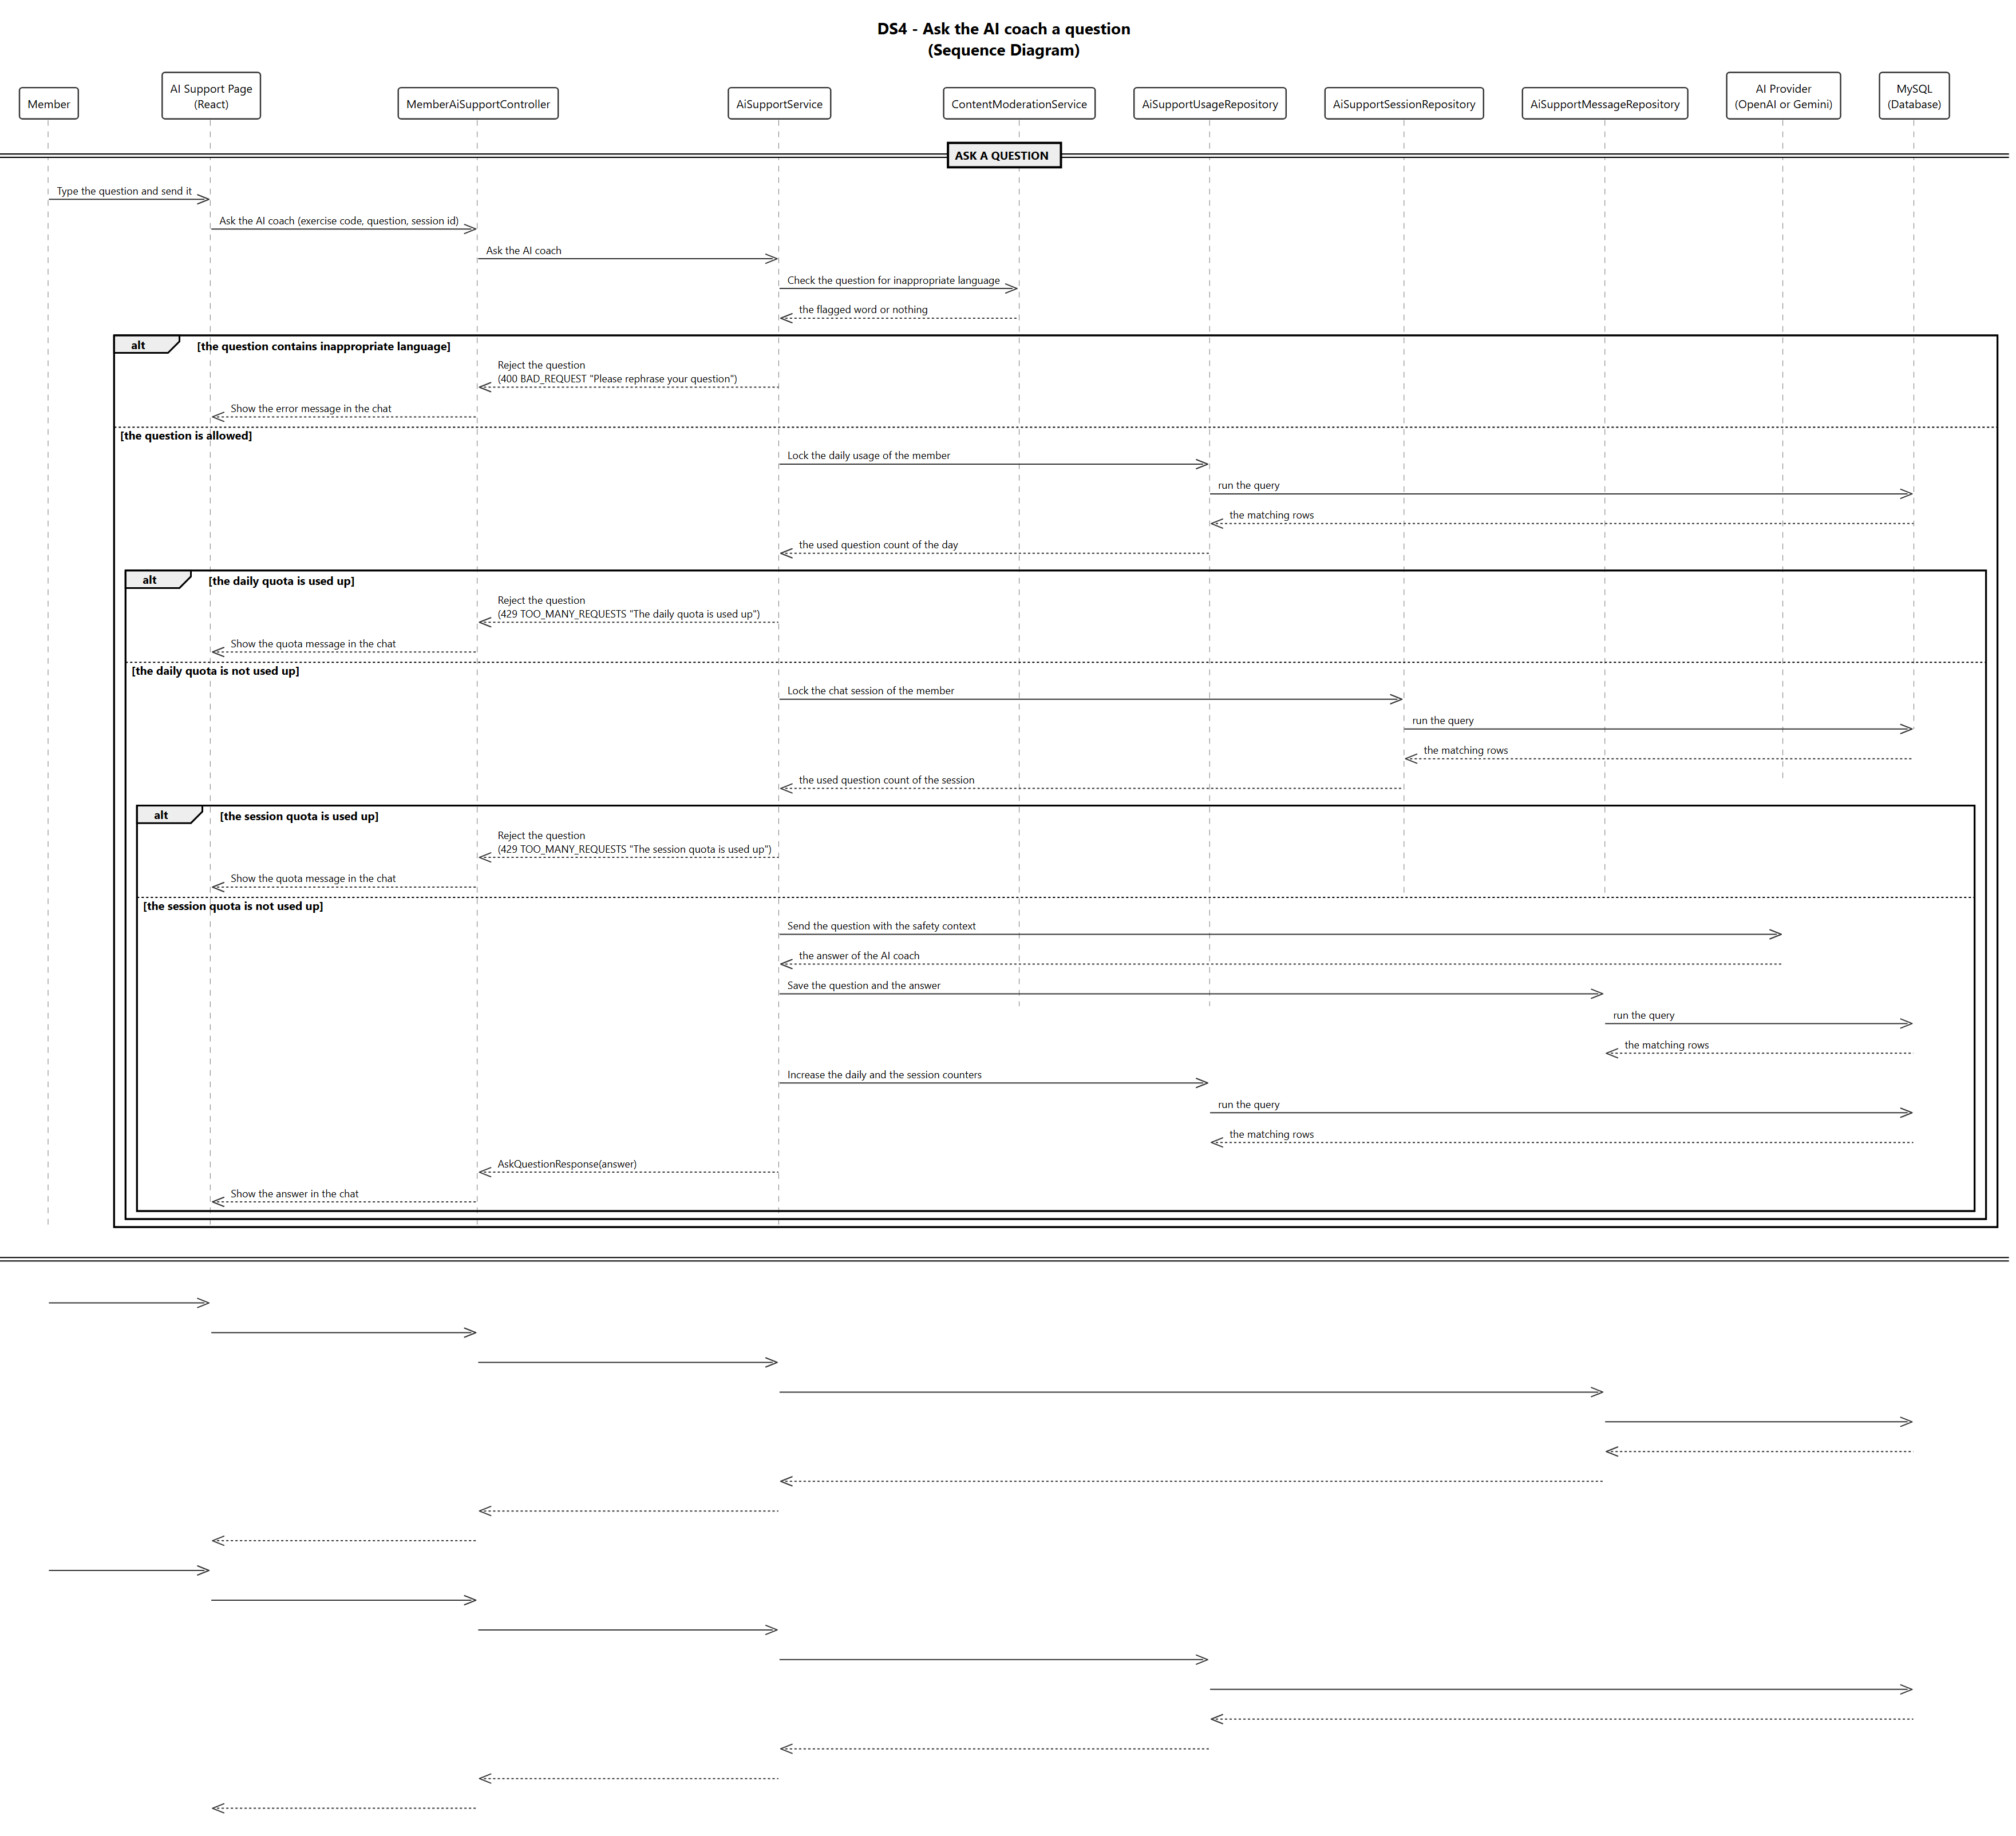 DS4 - Ask the AI coach a question
(Sequence Diagram)
Member
AI Support Page
(React)
MemberAiSupportController
AiSupportService
ContentModerationService
AiSupportUsageRepository
AiSupportSessionRepository
AiSupportMessageRepository
AI Provider
(OpenAI or Gemini)
MySQL
(Database)
ASK A QUESTION
Type the question and send it
Ask the AI coach (exercise code, question, session id)
Ask the AI coach
Check the question for inappropriate language
the flagged word or nothing
alt
[the question contains inappropriate language]
Reject the question
(400 BAD_REQUEST "Please rephrase your question")
Show the error message in the chat
[the question is allowed]
Lock the daily usage of the member
run the query
the matching rows
the used question count of the day
alt
[the daily quota is used up]
Reject the question
(429 TOO_MANY_REQUESTS "The daily quota is used up")
Show the quota message in the chat
[the daily quota is not used up]
Lock the chat session of the member
run the query
the matching rows
the used question count of the session
alt
[the session quota is used up]
Reject the question
(429 TOO_MANY_REQUESTS "The session quota is used up")
Show the quota message in the chat
[the session quota is not used up]
Send the question with the safety context
the answer of the AI coach
Save the question and the answer
run the query
the matching rows
Increase the daily and the session counters
run the query
the matching rows
AskQuestionResponse(answer)
Show the answer in the chat